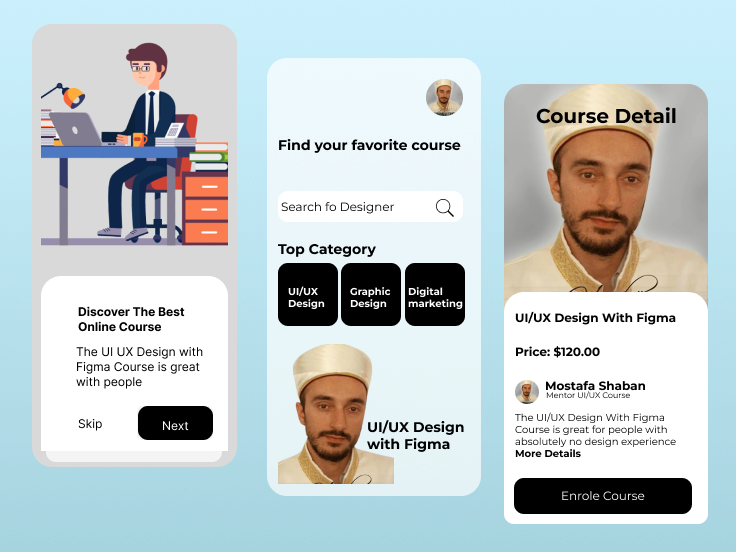 Discover The Best
Online Course
The UI UX Design with
Figma Course is great
with people
Skip
Next
Find your favorite course
Search fo Designer
Top Category
UI/UX
Design
Graphic
Design
Digital
marketing
UI/UX Design
with Figma
Course Detail
UI/UX Design With Figma
Price: $120.00
Mostafa Shaban
Mentor UI/UX Course
The UI/UX Design With Figma
Course is great for people with
absolutely no design experience
More Details
Enrole Course